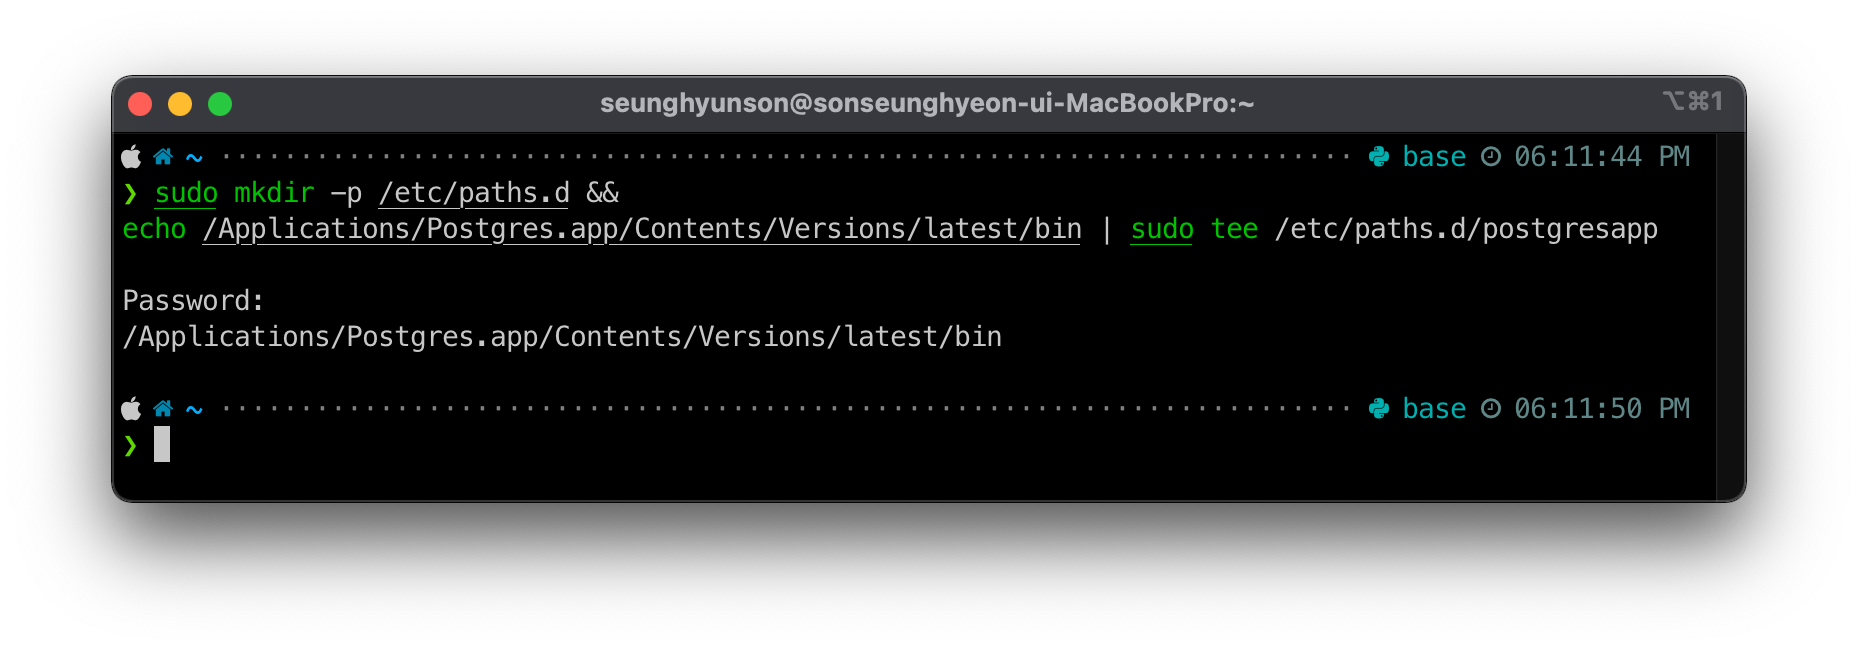 seunghyunson@sonseunghyeon-ui-MacBookPro:~ ⌥⌘1
~ ······································································· base 06:11:44 PM
❯ sudo mkdir -p /etc/paths.d &&
echo /Applications/Postgres.app/Contents/Versions/latest/bin | sudo tee /etc/paths.d/postgresapp
Password:
/Applications/Postgres.app/Contents/Versions/latest/bin
~ ······································································· base 06:11:50 PM
❯